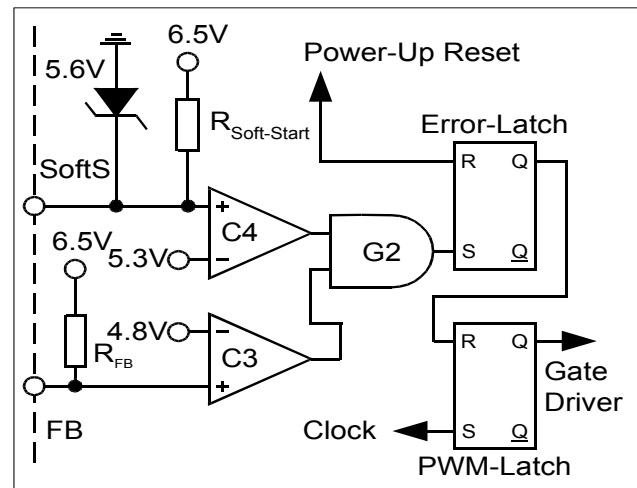 6.5V
Power-Up Reset
5.6V
R Soft-Start
Error-Latch
SoftS
R Q
+
C4
-
G2
S Q
6.5V
5.3V
4.8V
-
C3
+
R FB
R Q
Gate
Driver
FB
Clock
S Q
PWM-Latch